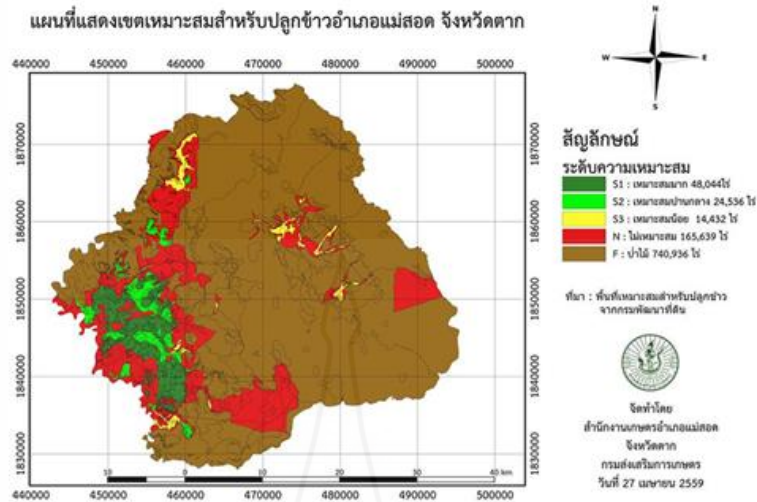 แผนที่แสดงเขตเหมาะสมสำหรับปลูกข้าวอำเภอแม่สอด จังหวัดตาก
N
W E
S
440000 450000 460000 470000 480000 490000 500000
1870000 1870000
1860000 1860000
1850000 1850000
1840000 1840000
1830000 1830000
10 0 10 20 30 40 km
440000 450000 460000 470000 480000 490000 500000
สัญลักษณ์
ระดับความเหมาะสม
S1 : เหมาะสมมาก 48,044ไร่
S2 : เหมาะสมปานกลาง 24,536 ไร่
S3 : เหมาะสมน้อย 14,432 ไร่
N : ไม่เหมาะสม 165,639 ไร่
F : ป่าไม้ 740,936 ไร่
ที่มา : พื้นที่เหมาะสมสำหรับปลูกข้าว
จากกรมพัฒนาที่ดิน
จัดทำโดย
สำนักงานเกษตรอำเภอแม่สอด
จังหวัดตาก
กรมส่งเสริมการเกษตร
วันที่ 27 เมษายน 2559